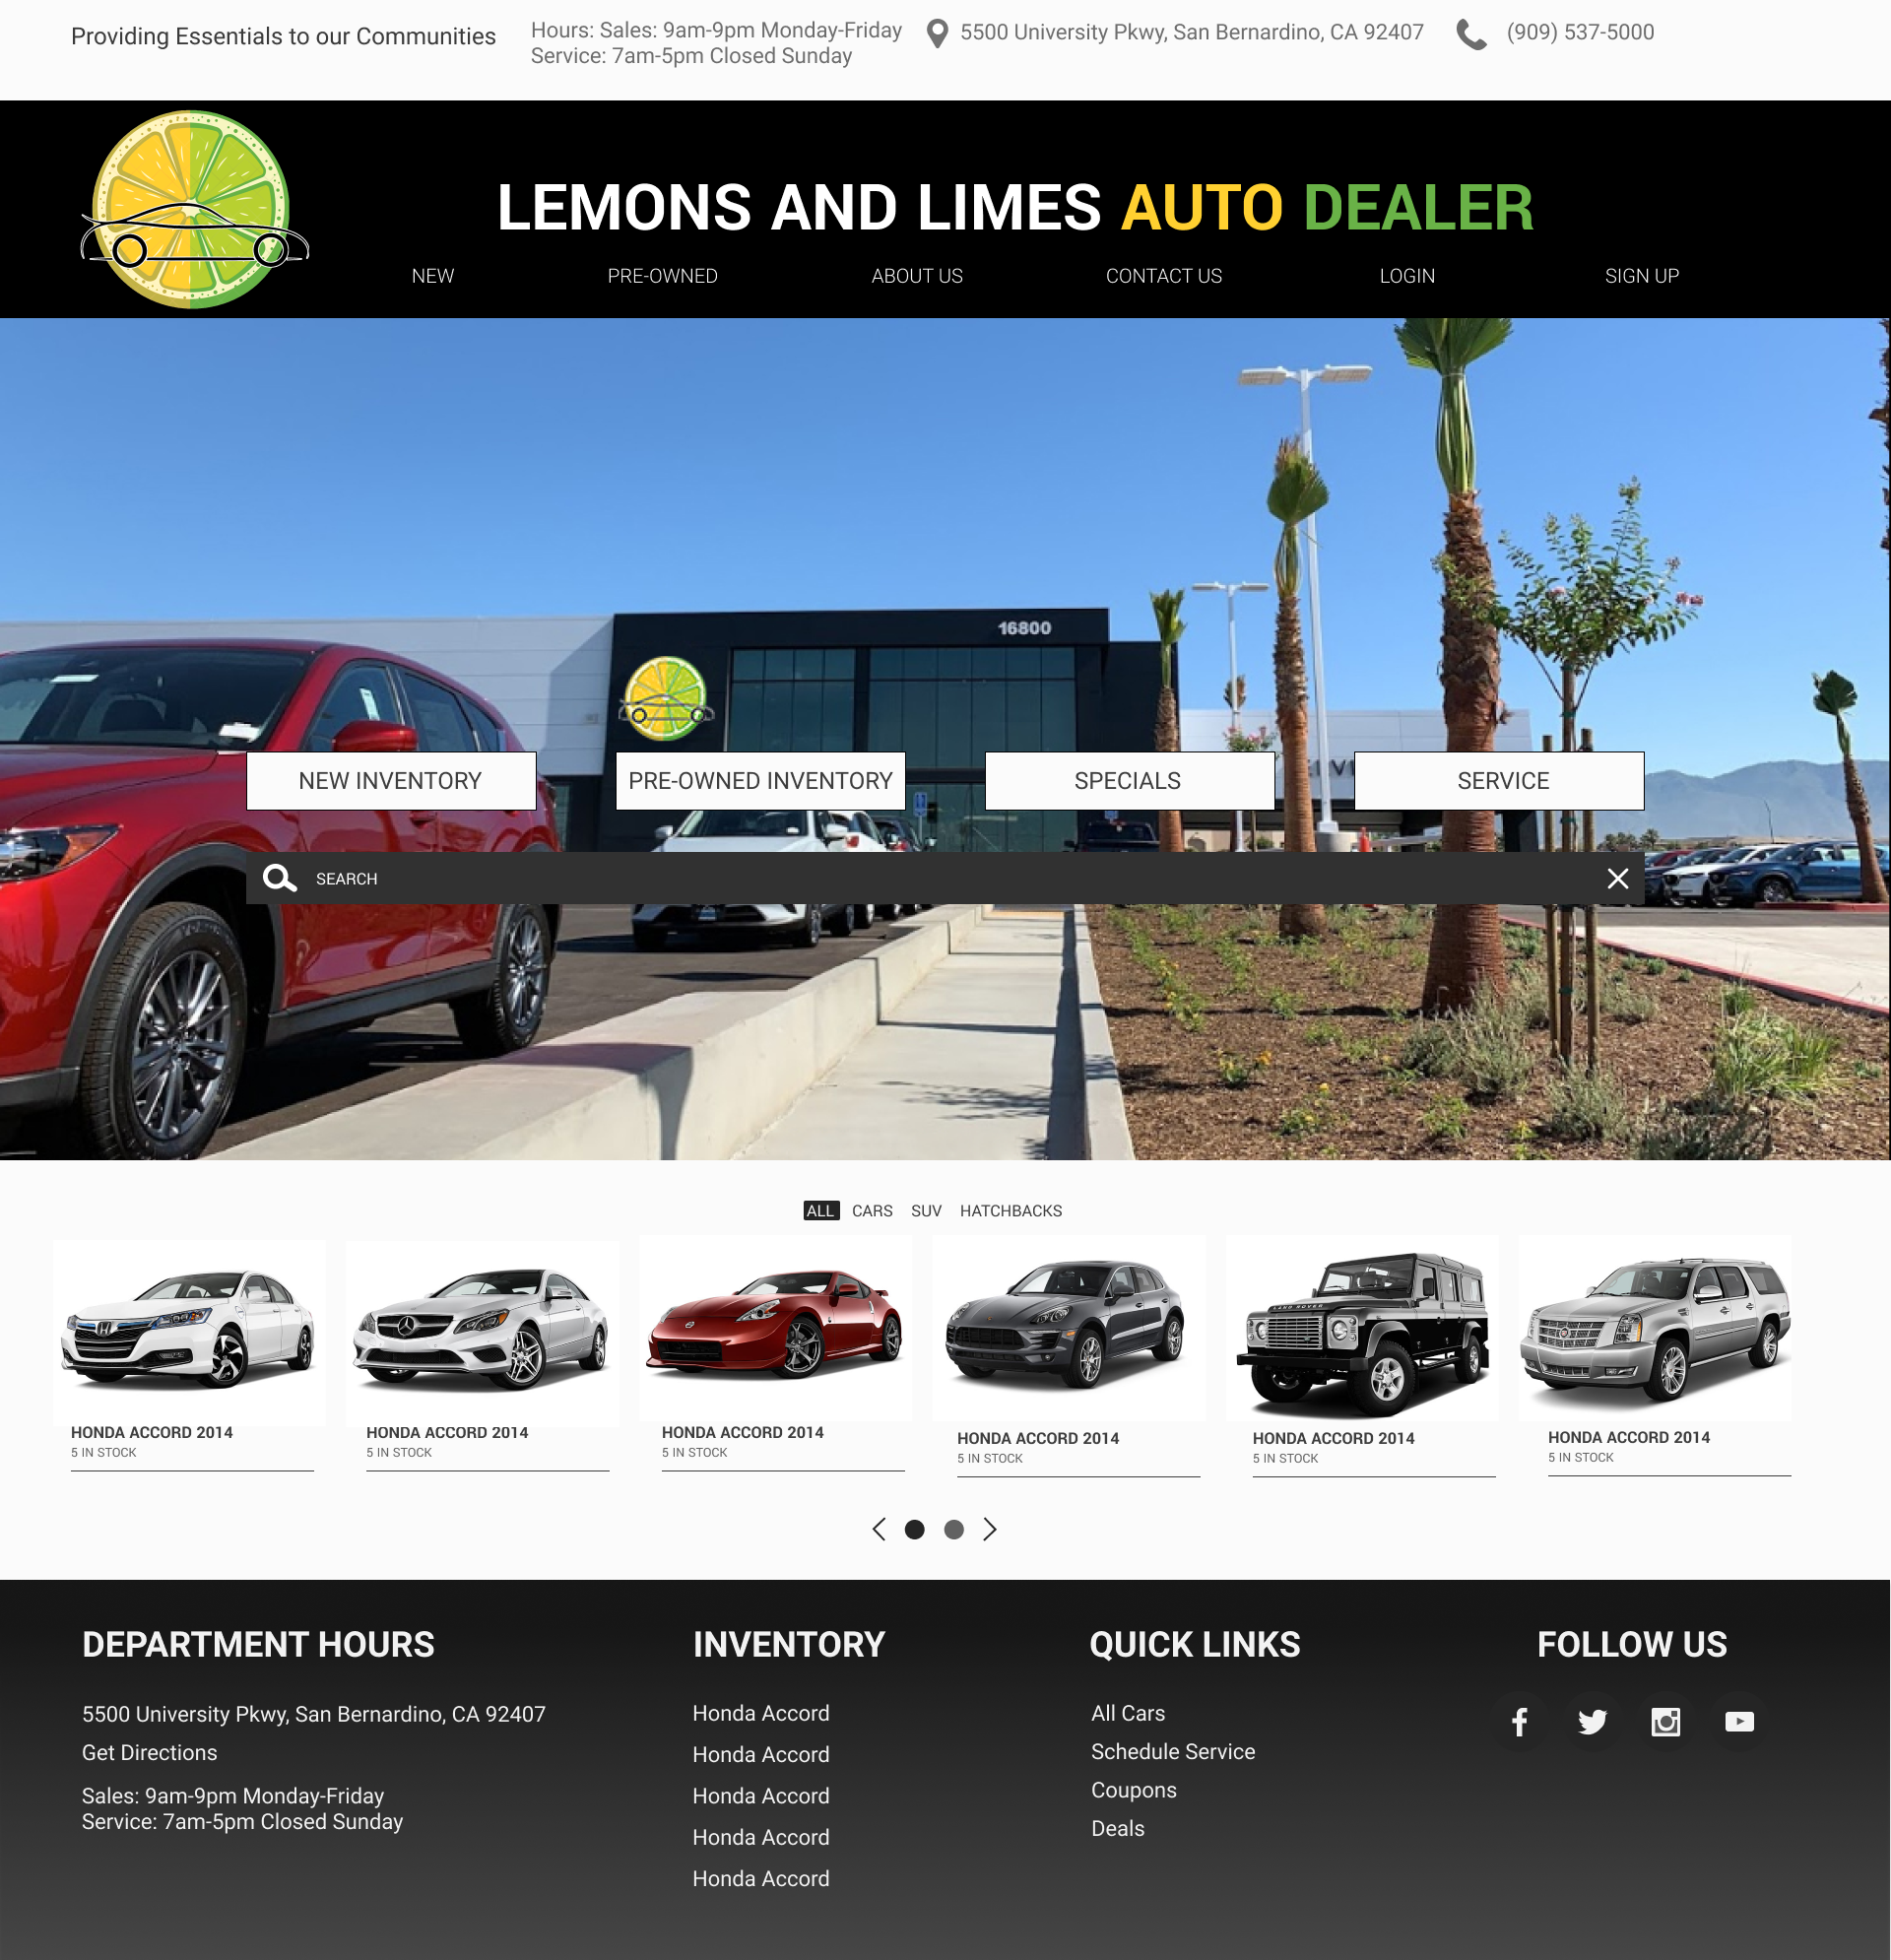 Providing Essentials to our Communities
Hours: Sales: 9am-9pm Monday-Friday
Service: 7am-5pm Closed Sunday
5500 University Pkwy, San Bernardino, CA 92407
(909) 537-5000
LEMONS AND LIMES AUTO DEALER
NEW
PRE-OWNED
ABOUT US
CONTACT US
LOGIN
SIGN UP
16800
NEW INVENTORY
PRE-OWNED INVENTORY
SPECIALS
SERVICE
SEARCH
ALL
CARS
SUV
HATCHBACKS
LAND ROVER
HONDA ACCORD 2014
5 IN STOCK
HONDA ACCORD 2014
5 IN STOCK
HONDA ACCORD 2014
5 IN STOCK
HONDA ACCORD 2014
5 IN STOCK
HONDA ACCORD 2014
5 IN STOCK
HONDA ACCORD 2014
5 IN STOCK
DEPARTMENT HOURS
5500 University Pkwy, San Bernardino, CA 92407
Get Directions
Sales: 9am-9pm Monday-Friday
Service: 7am-5pm Closed Sunday
INVENTORY
Honda Accord
Honda Accord
Honda Accord
Honda Accord
Honda Accord
QUICK LINKS
All Cars
Schedule Service
Coupons
Deals
FOLLOW US